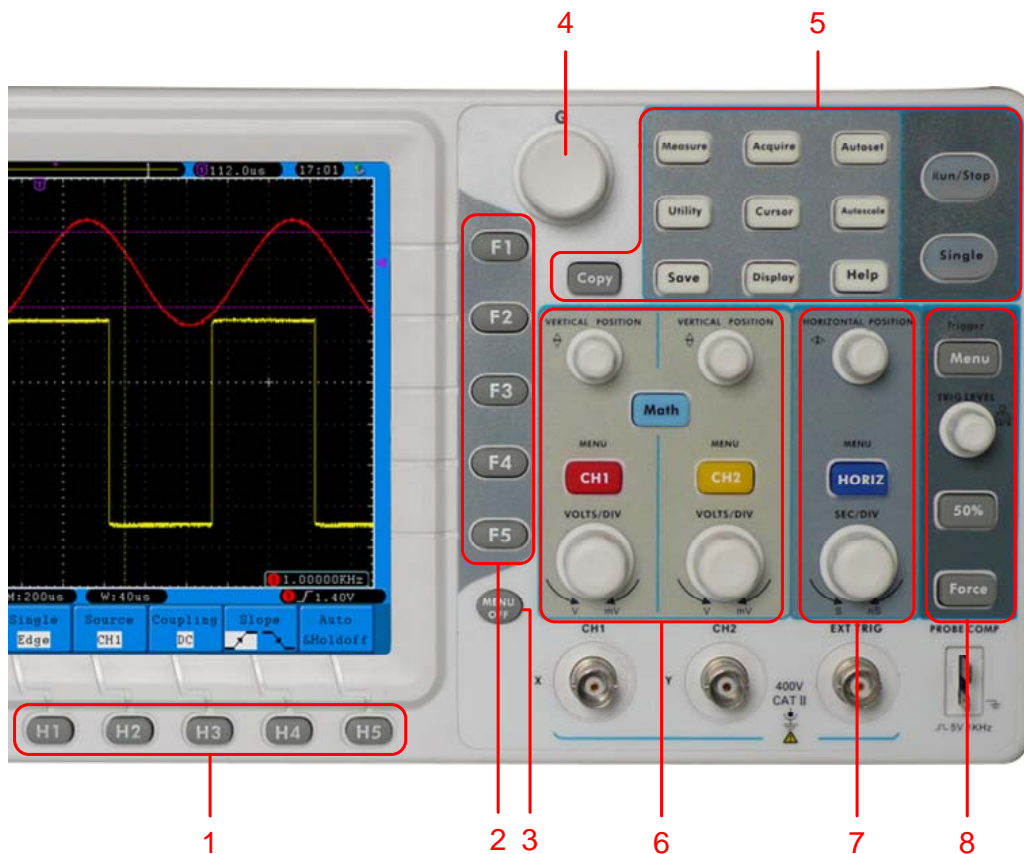 4
5
G
Measure Acquire Autoset
Run/Stop
Utility Cursor Autoscale
Single
Copy Save Display Help
112.0us 17:01
T
F1
F2
F3
F4
F5
MENU
OFF
VERTICAL POSITION
VERTICAL POSITION
HORIZONTAL POSITION
Trigger
Menu
TRIG LEVEL
Math
MENU
MENU
MENU
CH1
CH2
HORIZ
50%
VOLTS/DIV
VOLTS/DIV
SEC/DIV
Force
V mV
V mV
S nS
CH1
CH2
EXT TRIG
PROBE COMP
X
Y
400V
CAT II
5V 1KHz
1 1.00000KHz
M:200us W:40us 1 1.40V
Single Source Coupling Slope Auto
Edge CH1 DC &Holdoff
H1 H2 H3 H4 H5
1
2 3
6
7
8